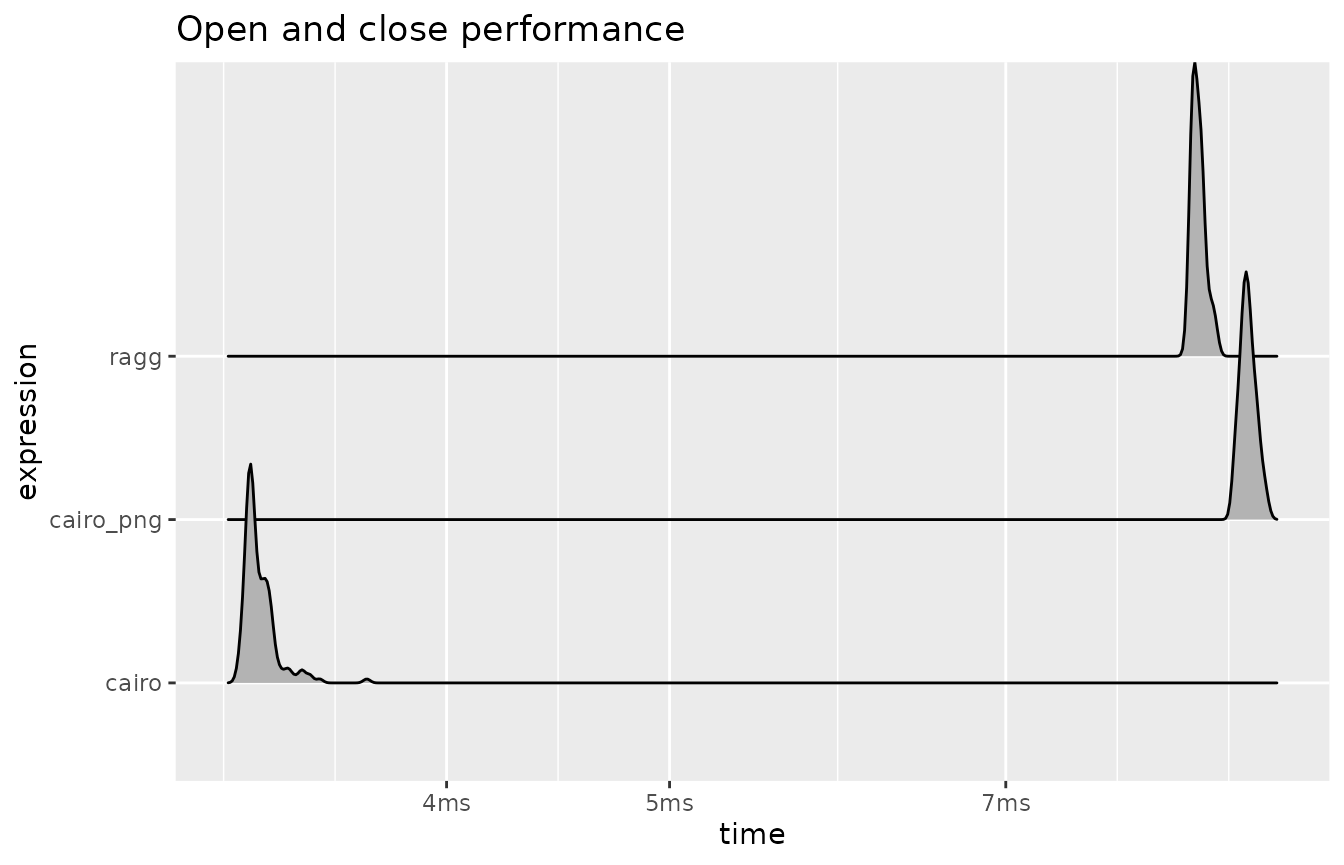 Open and close performance
expression
ragg
cairo_png
cairo
4ms 5ms 7ms
time